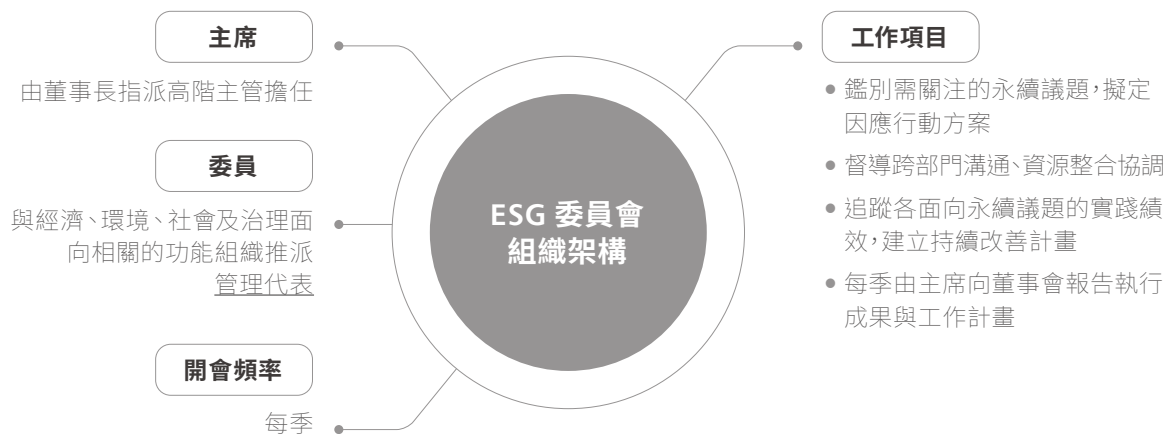 主席
由董事長指派高階主管擔任
委員
與經濟、環境、社會及治理面
向相關的功能組織推派
管理代表
開會頻率
每季
ESG 委員會
組織架構
工作項目
• 鑑別需關注的永續議題，擬定
因應行動方案
• 督導跨部門溝通、資源整合協調
• 追蹤各面向永續議題的實踐績
效，建立持續改善計畫
• 每季由主席向董事會報告執行
成果與工作計畫